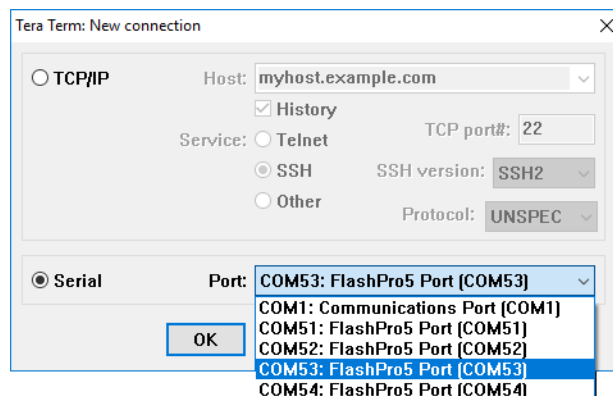 Tera Term: New connection
TCP/IP
Host: myhost.example.com
History
Service: Telnet
TCP port#: 22
SSH
SSH version: SSH2
Other
Protocol: UNSPEC
Serial
Port: COM53: FlashPro5 Port (COM53)
COM1: Communications Port (COM1)
COM51: FlashPro5 Port (COM51)
OK
COM52: FlashPro5 Port (COM52)
COM53: FlashPro5 Port (COM53)
COM54: FlashPro5 Port (COM54)